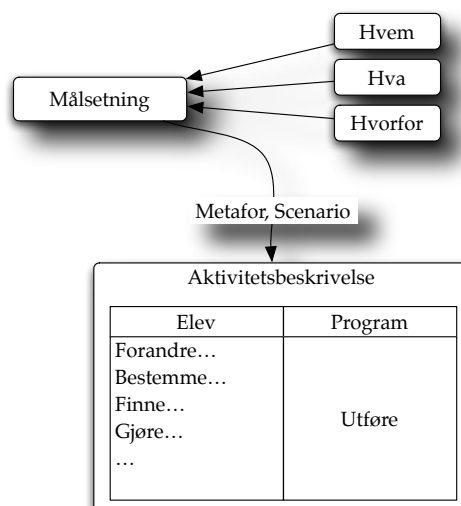 Hvem
Hva
Målsetning
Hvorfor
Metafor, Scenario
Aktivitetsbeskrivelse
Elev Program
Forandre…
Bestemme…
Finne…
Gjøre…
Utføre
…